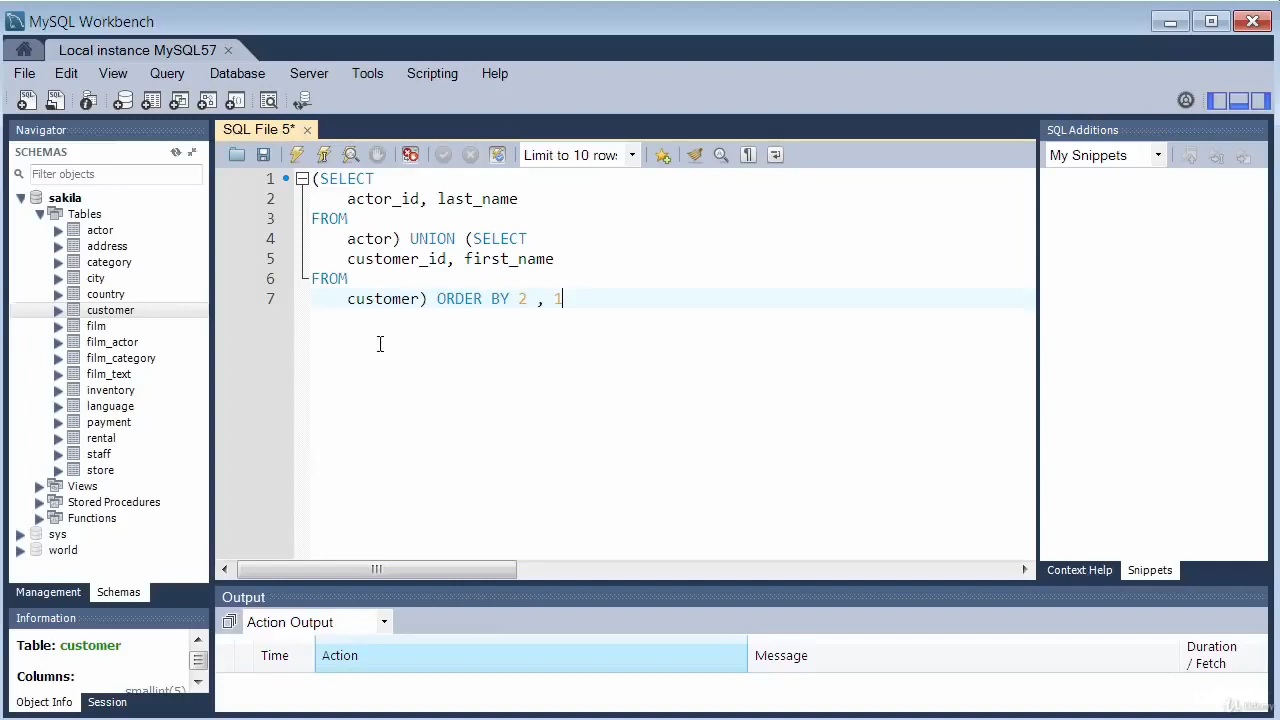 MySQL Workbench
Local instance MySQL57
File Edit View Query Database Server Tools Scripting Help
Navigator
SCHEMAS
Filter objects
sakila
Tables
actor
address
category
city
country
customer
film
film_actor
film_category
film_text
inventory
language
payment
rental
staff
store
Views
Stored Procedures
Functions
sys
world
Management Schemas
Information
Table: customer
Columns:
smallint(5)
Object Info Session
SQL File 5*
Limit to 10 rows
1 (SELECT
2 actor_id, last_name
3 FROM
4 actor) UNION (SELECT
5 customer_id, first_name
6 FROM
7 customer) ORDER BY 2 , 1
Output
Action Output
Time Action Message Duration / Fetch
SQL Additions
My Snippets
Context Help Snippets
Udemy